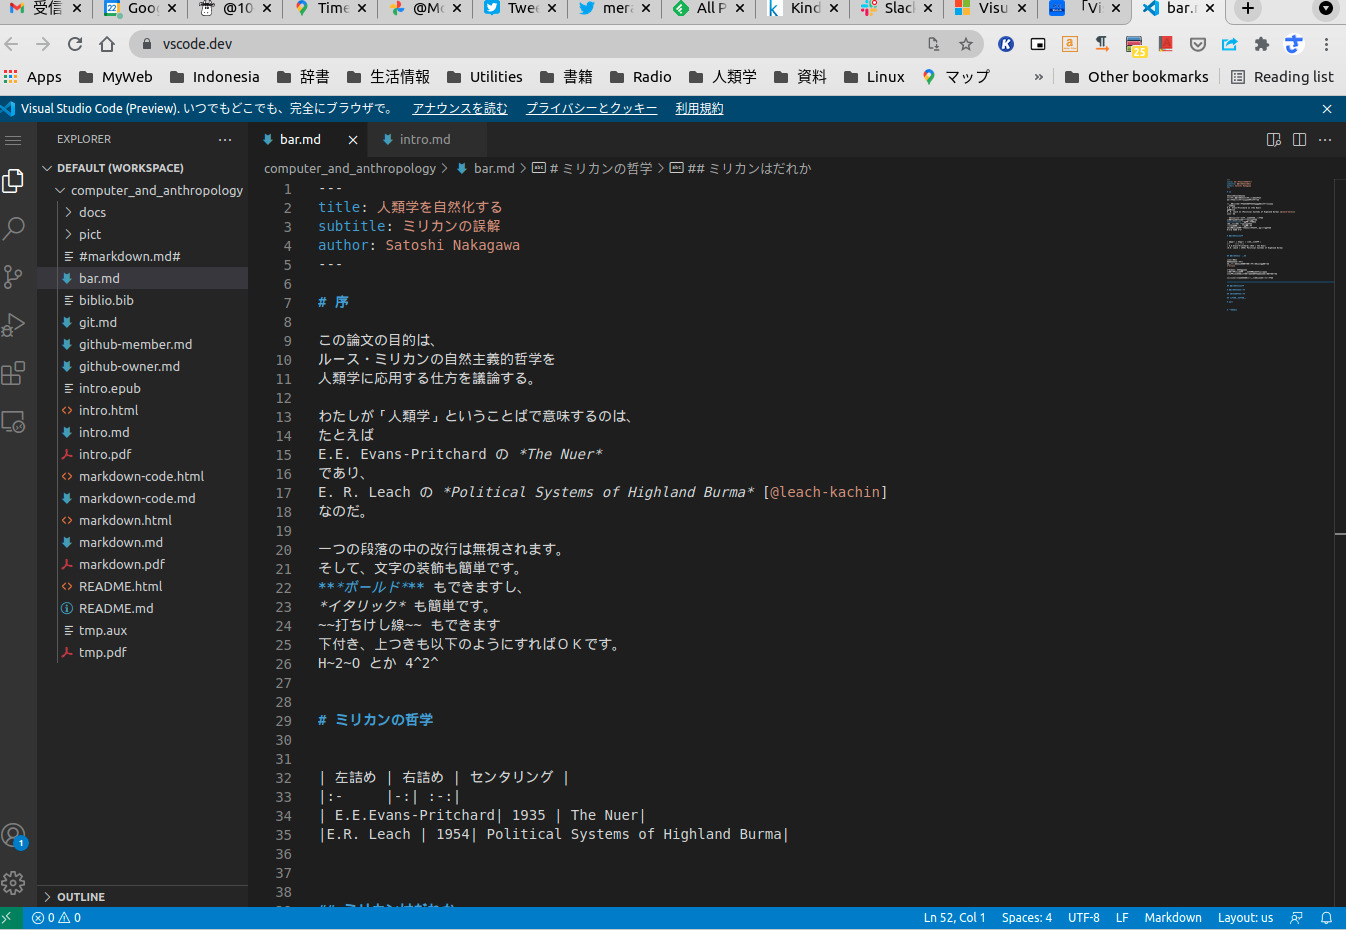 受信
Goo
@10
Time
@Mo
Twee
mera
All P
Kind
Slac
Visu
「Vi
bar.r
vscode.dev
25
Apps MyWeb Indonesia 辞書 生活情報 Utilities 書籍 Radio 人類学 資料 Linux マップ » Other bookmarks Reading list
Visual Studio Code (Preview). いつでもどこでも、完全にブラウザで。 アナウンスを読む プライバシーとクッキー 利用規約
EXPLORER
DEFAULT (WORKSPACE)
computer_and_anthropology
docs
pict
#markdown.md#
bar.md
biblio.bib
git.md
github-member.md
github-owner.md
intro.epub
intro.html
intro.md
intro.pdf
markdown-code.html
markdown-code.md
markdown.html
markdown.md
markdown.pdf
README.html
README.md
tmp.aux
tmp.pdf
OUTLINE
bar.md intro.md
computer_and_anthropology > bar.md > # ミリカンの哲学 > ## ミリカンはだれか
1 ---
2 title: 人類学を自然化する
3 subtitle: ミリカンの誤解
4 author: Satoshi Nakagawa
5 ---
6
7 # 序
8
9 この論文の目的は、
10 ルース・ミリカンの自然主義的哲学を
11 人類学に応用する仕方を議論する。
12
13 わたしが「人類学」ということばで意味するのは、
14 たとえば
15 E.E. Evans-Pritchard の *The Nuer*
16 であり、
17 E. R. Leach の *Political Systems of Highland Burma* [@leach-kachin]
18 なのだ。
19
20 一つの段落の中の改行は無視されます。
21 そして、文字の装飾も簡単です。
22 ***ボールド*** もできますし、
23 *イタリック* も簡単です。
24 ~~打ちけし線~~ もできます
25 下付き、上つきも以下のようにすればＯＫです。
26 H~2~O とか 4^2^
27
28
29 # ミリカンの哲学
30
31
32 | 左詰め | 右詰め | センタリング |
33 |:- |-:| :-:|
34 | E.E.Evans-Pritchard| 1935 | The Nuer|
35 |E.R. Leach | 1954| Political Systems of Highland Burma|
36
37
38
## ミリカンはだれか
1
0 0
Ln 52, Col 1 Spaces: 4 UTF-8 LF Markdown Layout: us